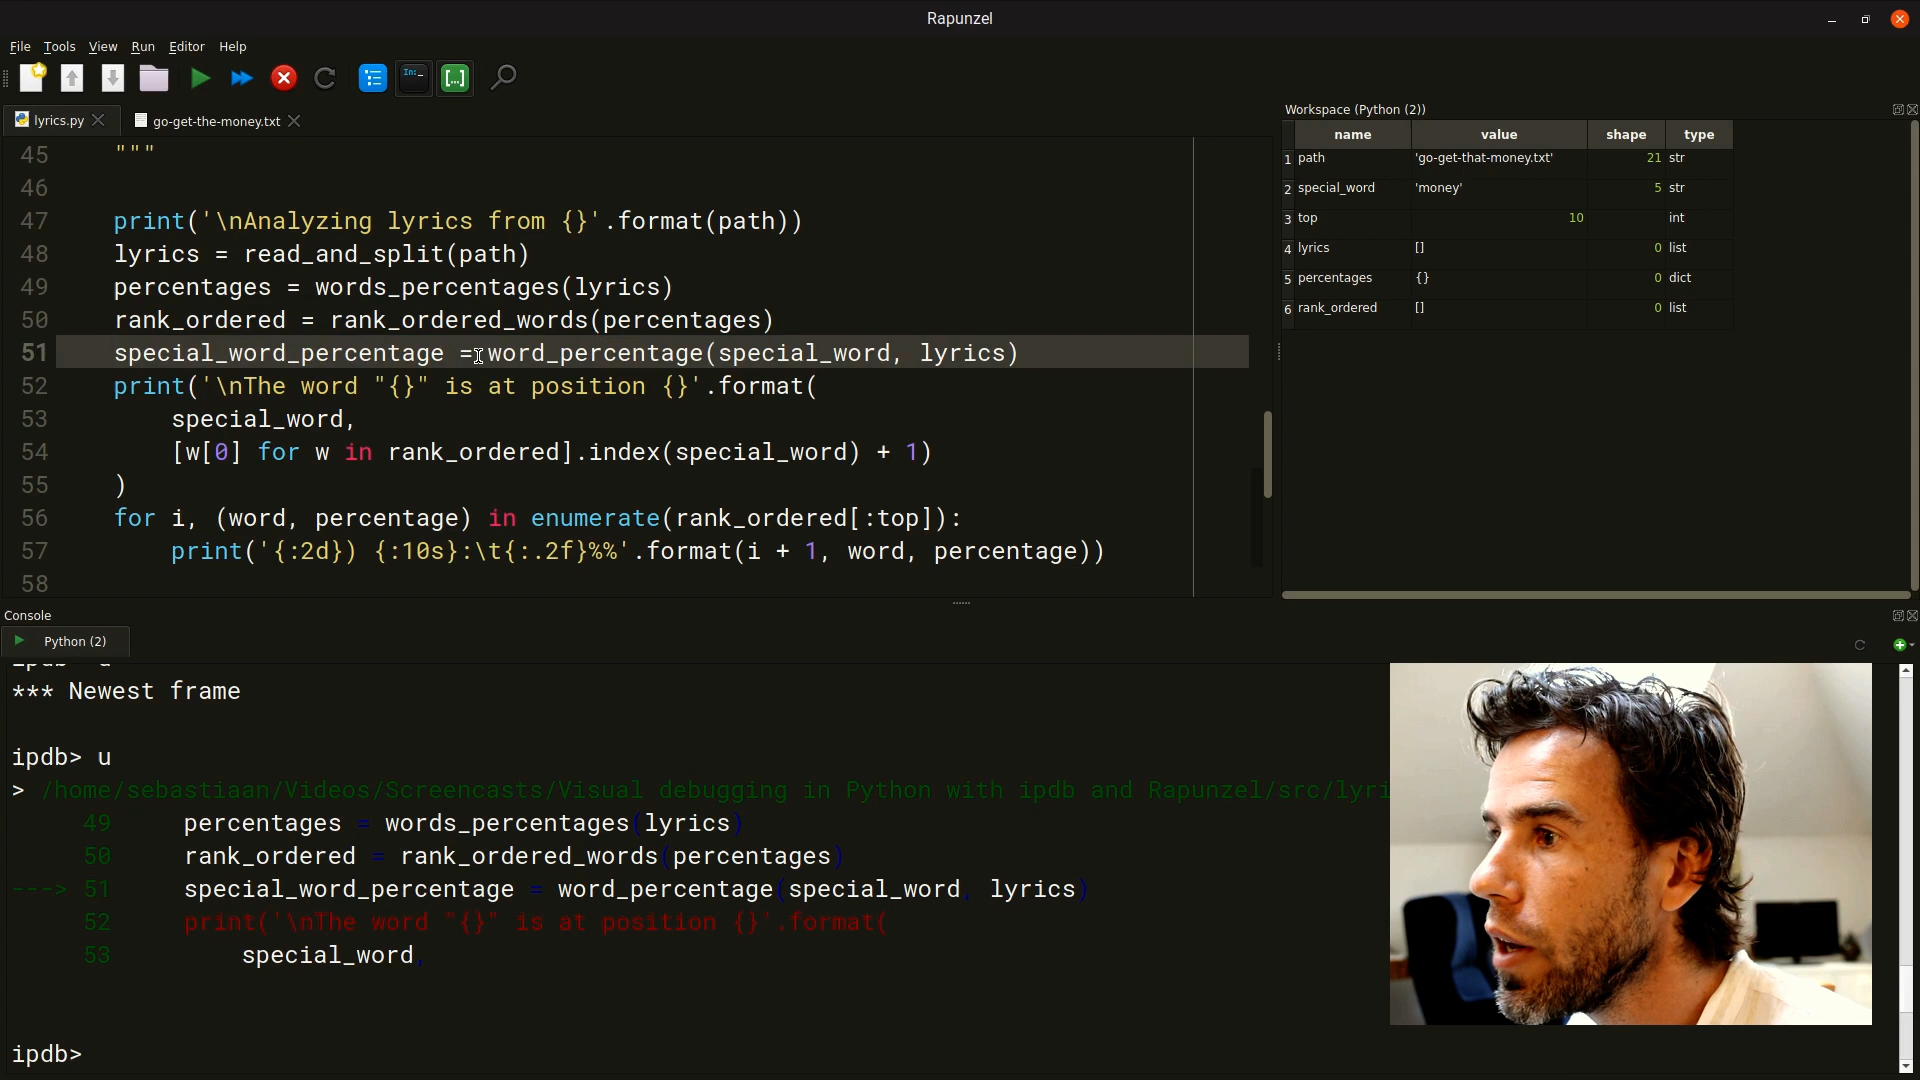 Rapunzel
File Tools View Run Editor Help
lyrics.py
go-get-the-money.txt
45 """
46
47 print('\nAnalyzing lyrics from {}'.format(path))
48 lyrics = read_and_split(path)
49 percentages = words_percentages(lyrics)
50 rank_ordered = rank_ordered_words(percentages)
51 special_word_percentage = word_percentage(special_word, lyrics)
52 print('\nThe word "{}" is at position {}'.format(
53 special_word,
54 [w[0] for w in rank_ordered].index(special_word) + 1)
55 )
56 for i, (word, percentage) in enumerate(rank_ordered[:top]):
57 print('{:2d}) {:10s}:\t{:.2f}%%'.format(i + 1, word, percentage))
58
Workspace (Python (2))
name value shape type
1 path 'go-get-that-money.txt' 21 str
2 special_word 'money' 5 str
3 top 10 int
4 lyrics [] 0 list
5 percentages {} 0 dict
6 rank_ordered [] 0 list
Console
Python (2)
*** Newest frame
ipdb> u
> /home/sebastiaan/Videos/Screencasts/Visual debugging in Python with ipdb and Rapunzel/src/lyri
49 percentages = words_percentages(lyrics)
50 rank_ordered = rank_ordered_words(percentages)
---> 51 special_word_percentage = word_percentage(special_word, lyrics)
52 print('\nThe word "{}" is at position {}'.format(
53 special_word,
ipdb>